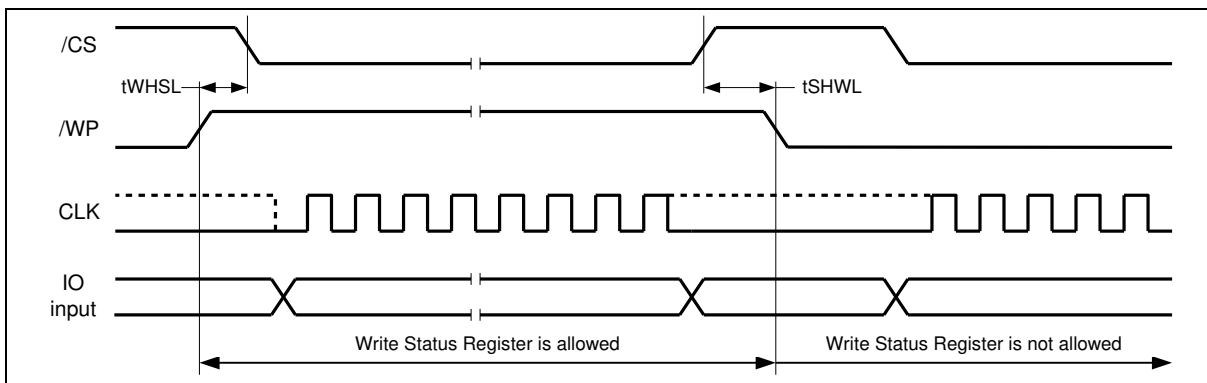 /CS
tWHSL
tSHWL
/WP
CLK
IO
input
Write Status Register is allowed
Write Status Register is not allowed